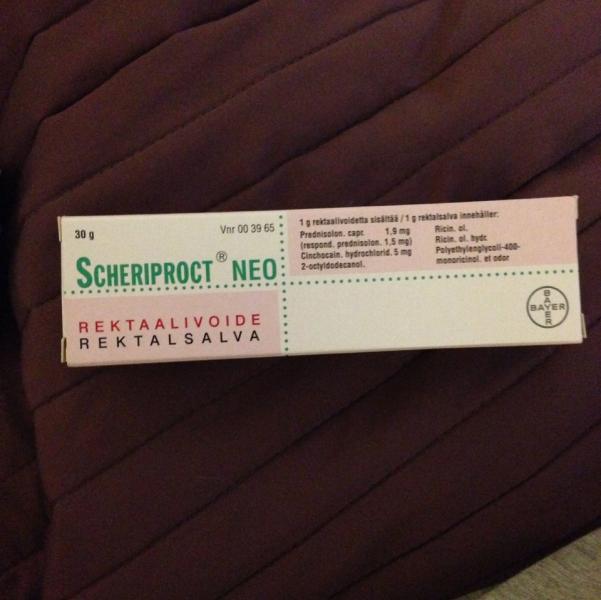 30 g
Vnr 00 39 65
SCHERIPROCT® NEO
REKTAALIVOIDE
REKTALSALVA
1 g rektaalivoidetta sisältää / 1 g rektalsalva innehåller:
Prednisolon. capr. 1,9 mg
(respond. prednisolon. 1,5 mg)
Cinchocain. hydrochlorid. 5 mg
2-octyldodecanol.
Ricin. ol.
Ricin. ol. hydr.
Polyethylenglycoli-400-
monoricinol. et odor
BAYER
BAYER